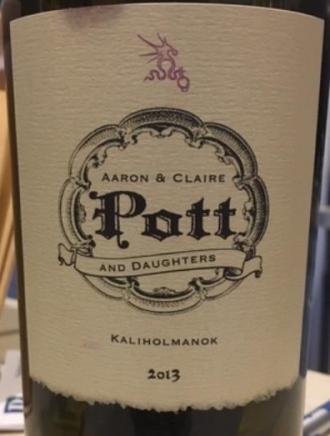 AARON & CLAIRE
Pott
AND DAUGHTERS
KALIHOLMANOK
2013